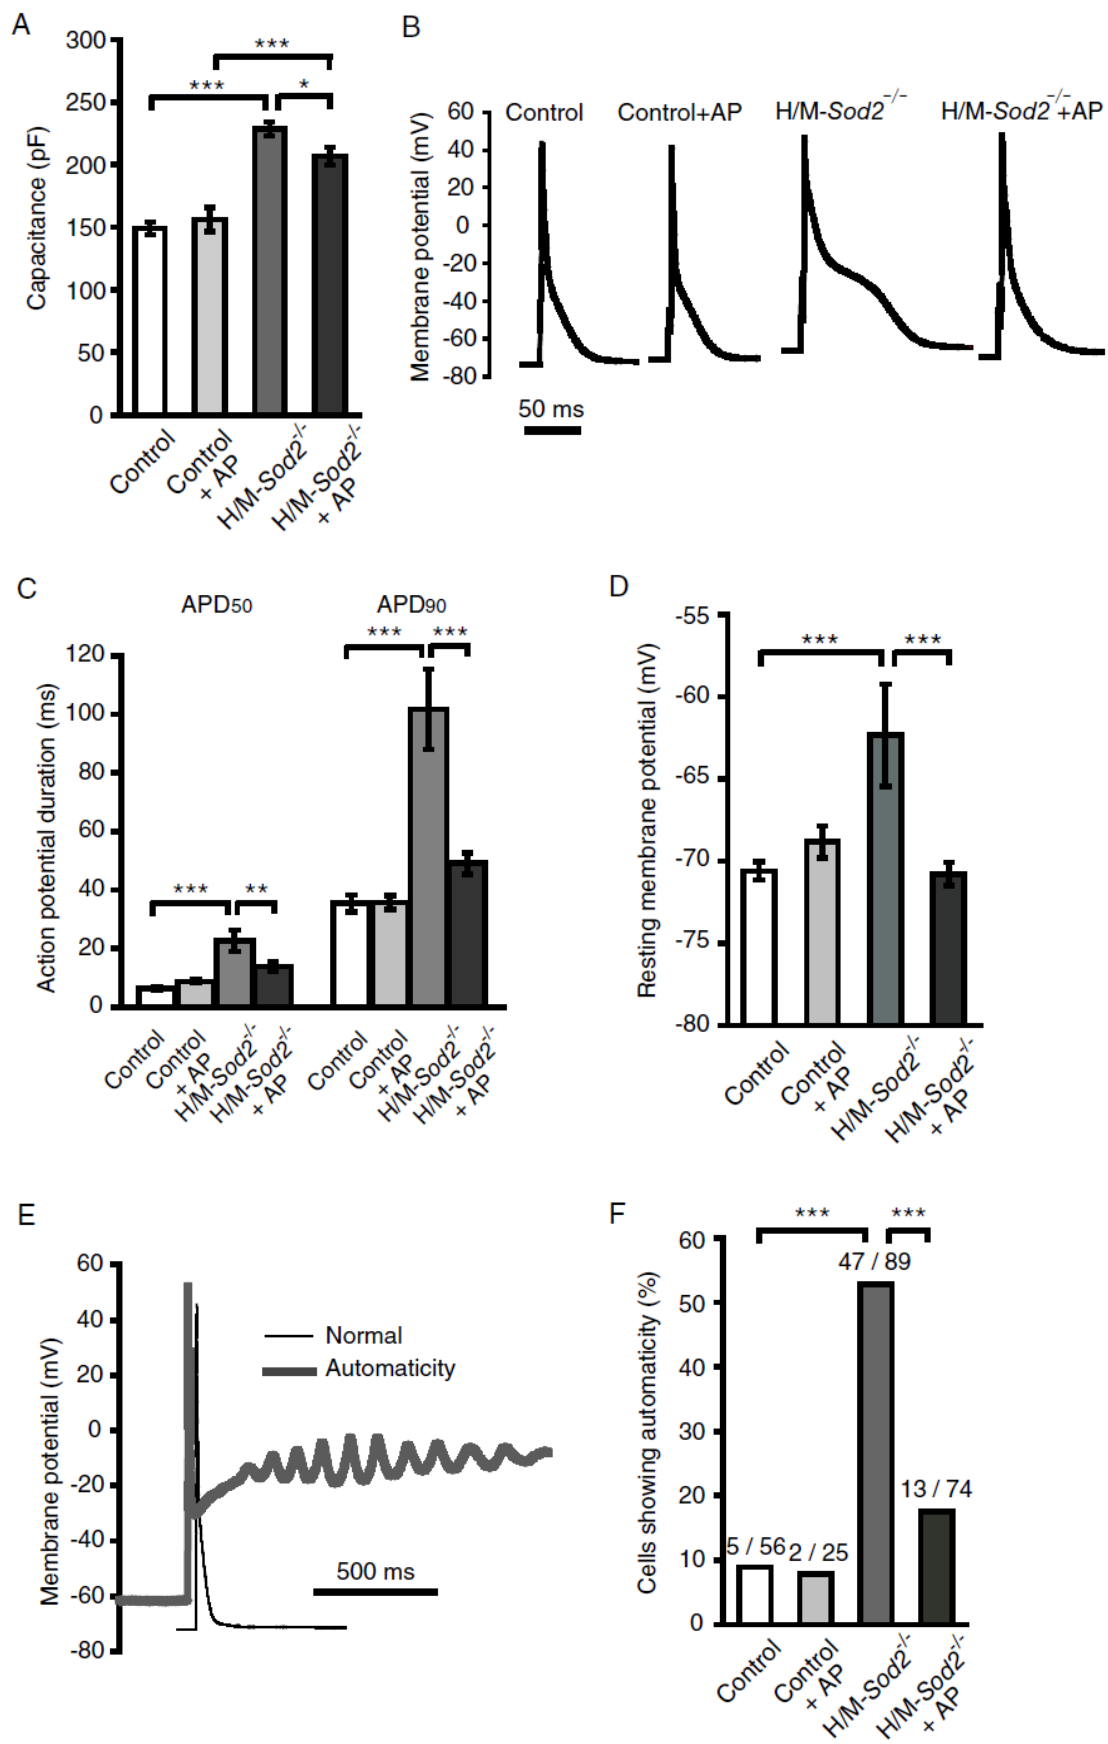 A
Capacitance (pF)
300
250
200
150
100
50
0
***
***
*
Control
Control
+ AP
H/M-Sod2-/-
H/M-Sod2-/-
+ AP
B
Membrane potential (mV)
60
40
20
0
-20
-40
-60
-80
Control
Control+AP
H/M-Sod2−/−
H/M-Sod2−/−+AP
50 ms
C
APD50
APD90
Action potential duration (ms)
120
100
80
60
40
20
0
***
**
***
***
Control
Control
+ AP
H/M-Sod2-/-
H/M-Sod2-/-
+ AP
Control
Control
+ AP
H/M-Sod2-/-
H/M-Sod2-/-
+ AP
D
Resting membrane potential (mV)
-55
-60
-65
-70
-75
-80
***
***
Control
Control
+ AP
H/M-Sod2-/-
H/M-Sod2-/-
+ AP
E
Membrane potential (mV)
60
40
20
0
-20
-40
-60
-80
Normal
Automaticity
500 ms
F
Cells showing automaticity (%)
60
50
40
30
20
10
0
***
***
47 / 89
13 / 74
5 / 56
2 / 25
Control
Control
+ AP
H/M-Sod2-/-
H/M-Sod2-/-
+ AP